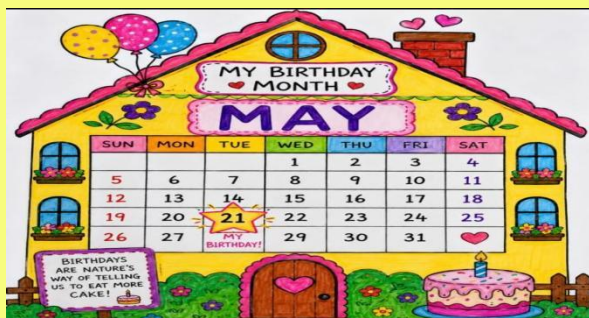 MY BIRTHDAY
MONTH
MAY
SUN MON TUE WED THU FRI SAT
1 2 3 4
5 6 7 8 9 10 11
12 13 14 15 16 17 18
19 20 21 22 23 24 25
MY
BIRTHDAY!
26 27 29 30 31
BIRTHDAYS
ARE NATURE'S
WAY OF TELLING
US TO EAT MORE
CAKE!